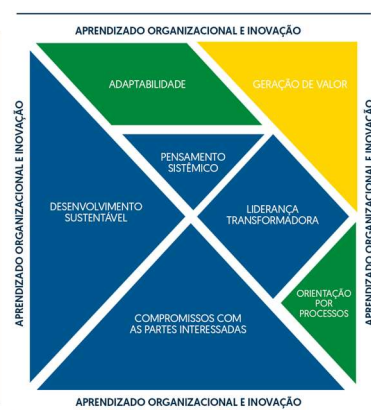 APRENDIZADO ORGANIZACIONAL E INOVAÇÃO
ADAPTABILIDADE
GERAÇÃO DE VALOR
PENSAMENTO
SISTÊMICO
DESENVOLVIMENTO
SUSTENTÁVEL
LIDERANÇA
TRANSFORMADORA
ORIENTAÇÃO
POR
PROCESSOS
COMPROMISSOS COM
AS PARTES INTERESSADAS
APRENDIZADO ORGANIZACIONAL E INOVAÇÃO
APRENDIZADO ORGANIZACIONAL E INOVAÇÃO
APRENDIZADO ORGANIZACIONAL E INOVAÇÃO